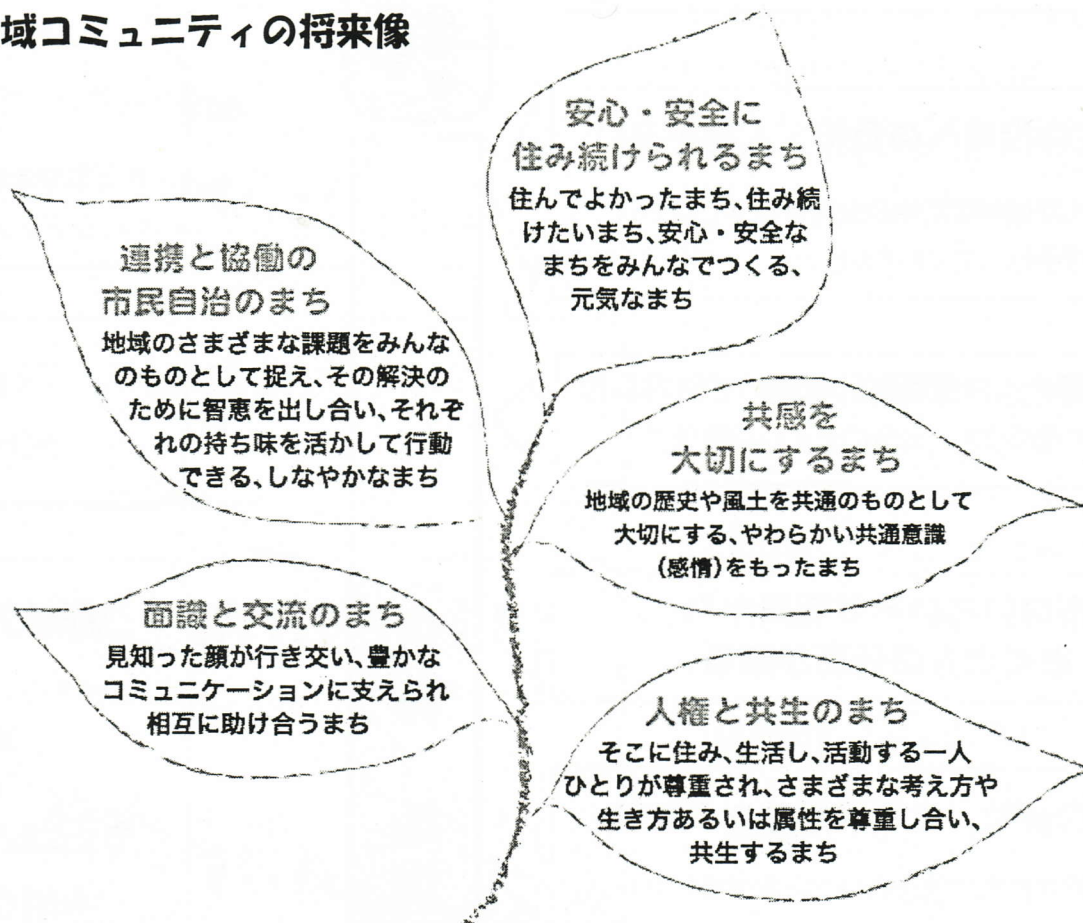 域コミュニティの将来像
安心・安全に
住み続けられるまち
住んでよかったまち、住み続
けたいまち、安心・安全な
まちをみんなでつくる、
元気なまち
連携と協働の
市民自治のまち
地域のさまざまな課題をみんな
のものとして捉え、その解決の
ために智恵を出し合い、それぞ
れの持ち味を活かして行動
できる、しなやかなまち
共感を
大切にするまち
地域の歴史や風土を共通のものとして
大切にする、やわらかい共通意識
(感情)をもったまち
面識と交流のまち
見知った顔が行き交い、豊かな
コミュニケーションに支えられ
相互に助け合うまち
人権と共生のまち
そこに住み、生活し、活動する一人
ひとりが尊重され、さまざまな考え方や
生き方あるいは属性を尊重し合い、
共生するまち